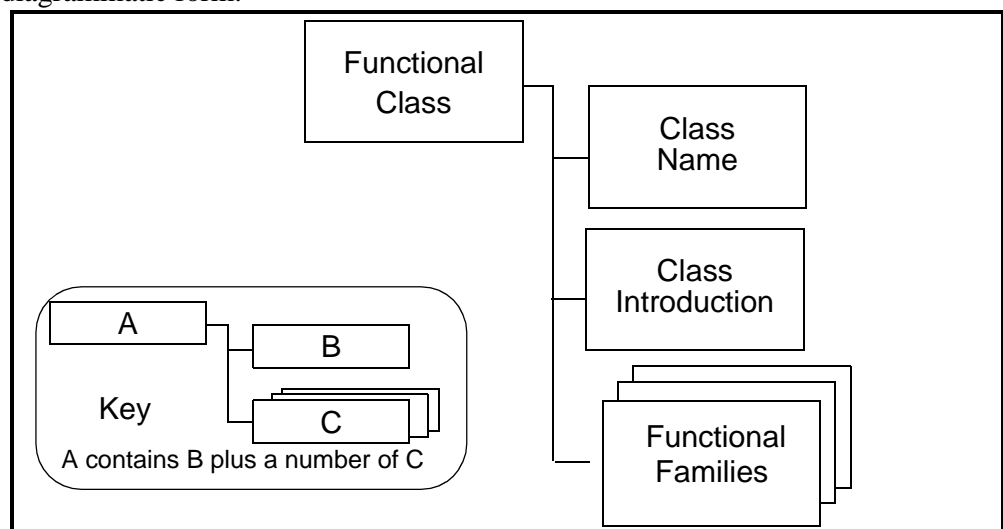 diagrammatic form.
Functional
Class
Class
Name
Class
Introduction
Functional
Families
A
B
C
Key
A contains B plus a number of C